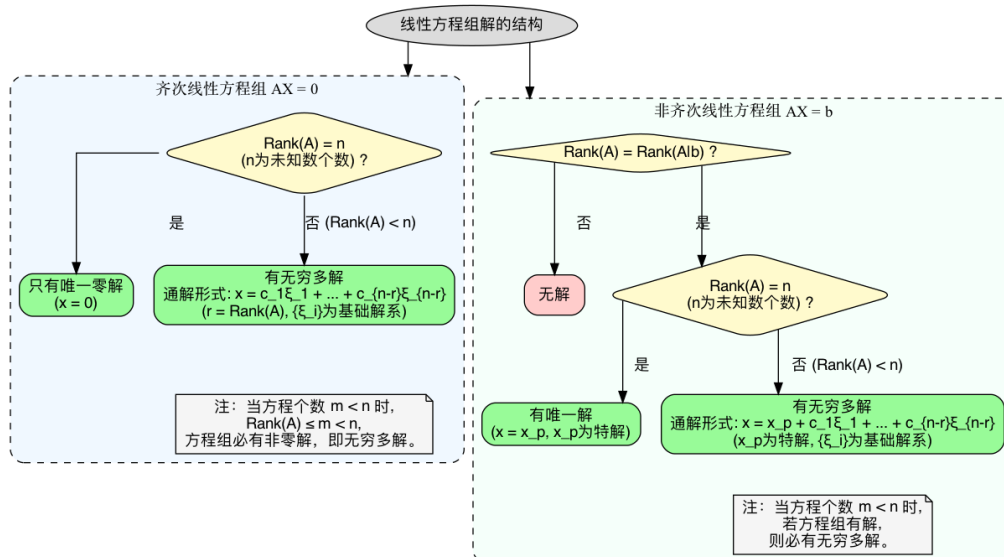 线性方程组解的结构
齐次线性方程组 AX = 0
Rank(A) = n
(n为未知数个数) ?
是
否 (Rank(A) < n)
只有唯一零解
(x = 0)
有无穷多解
通解形式: x = c_1ξ_1 + ... + c_{n-r}ξ_{n-r}
(r = Rank(A), {ξ_i}为基础解系)
注：当方程个数 m < n 时，
Rank(A) ≤ m < n,
方程组必有非零解，即无穷多解。
非齐次线性方程组 AX = b
Rank(A) = Rank(A|b) ?
否
是
无解
Rank(A) = n
(n为未知数个数) ?
是
否 (Rank(A) < n)
有唯一解
(x = x_p, x_p为特解)
有无穷多解
通解形式: x = x_p + c_1ξ_1 + ... + c_{n-r}ξ_{n-r}
(x_p为特解, {ξ_i}为基础解系)
注：当方程个数 m < n 时，
若方程组有解，
则必有无穷多解。